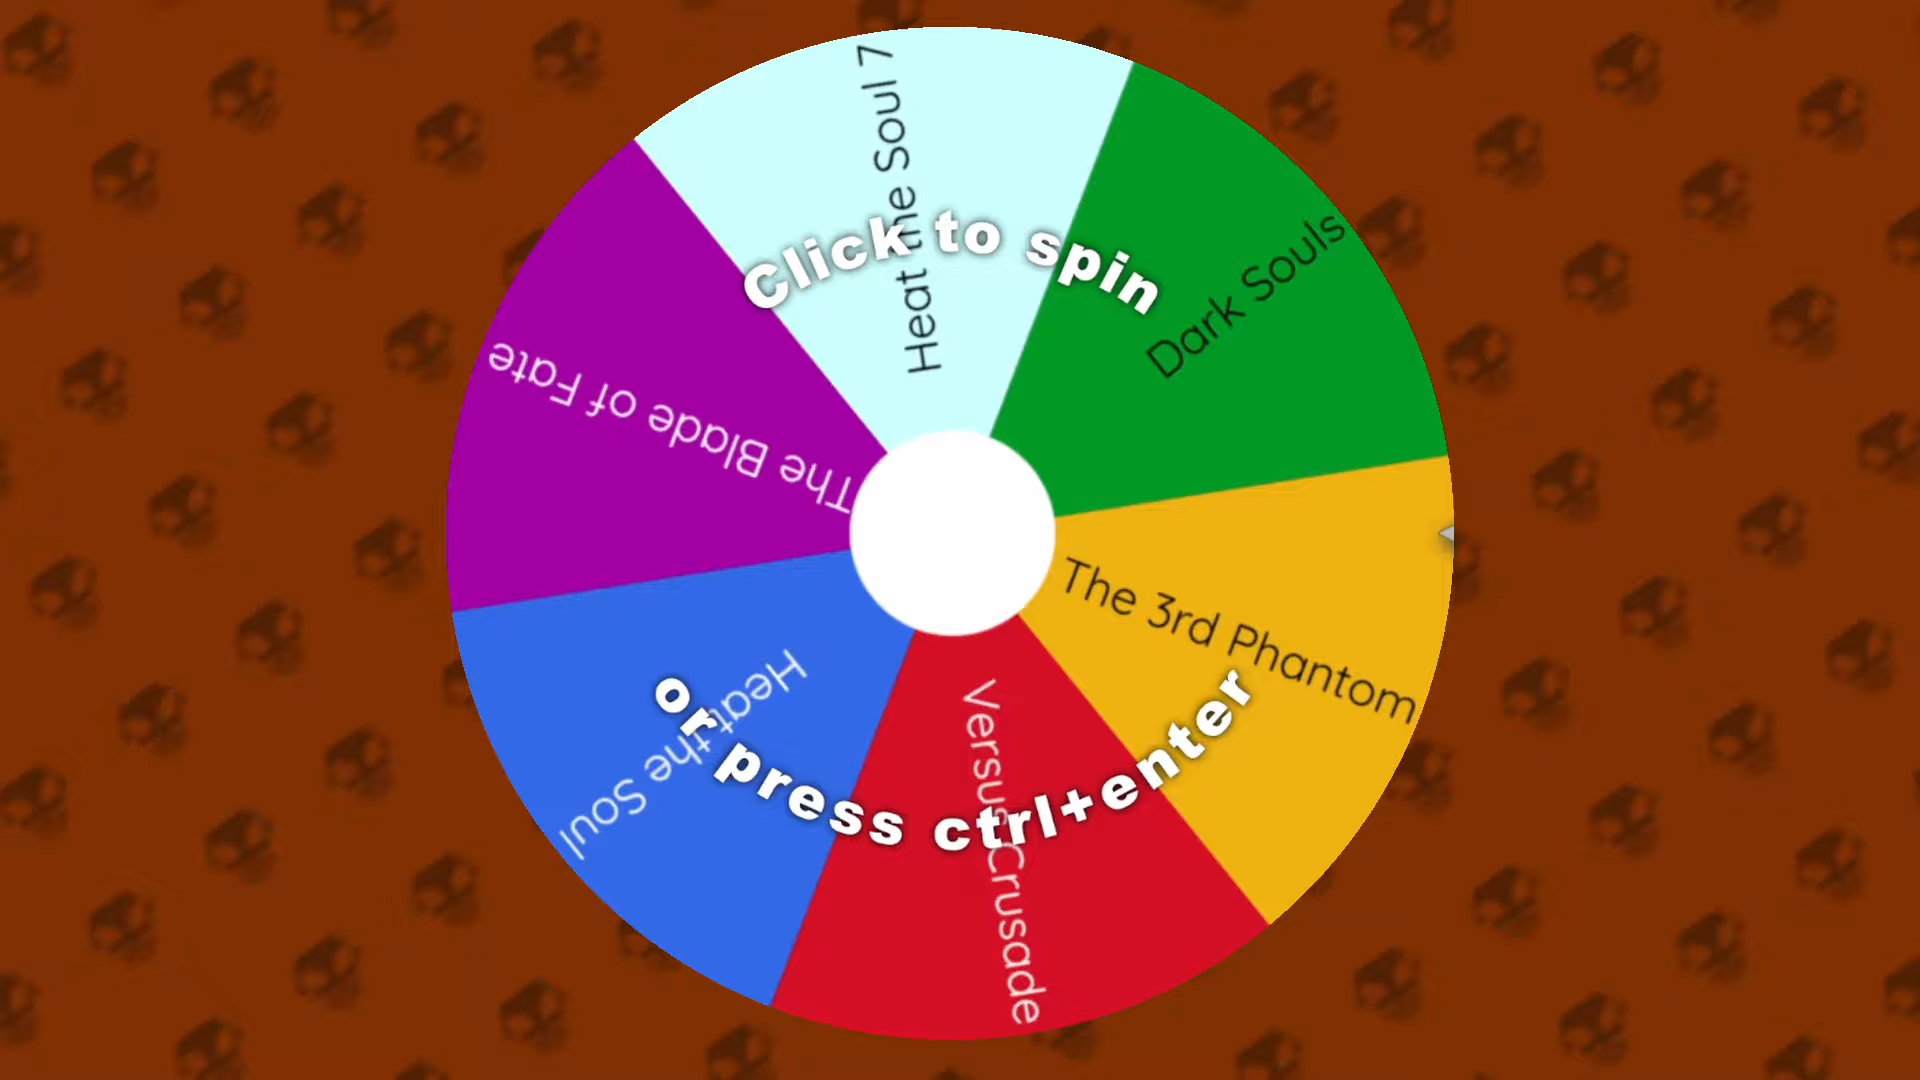 Heat the Soul 7
Click to spin
Dark Souls
The Blade of Fate
The 3rd Phantom
Heat the Soul
or press ctrl+enter
Versus Crusade